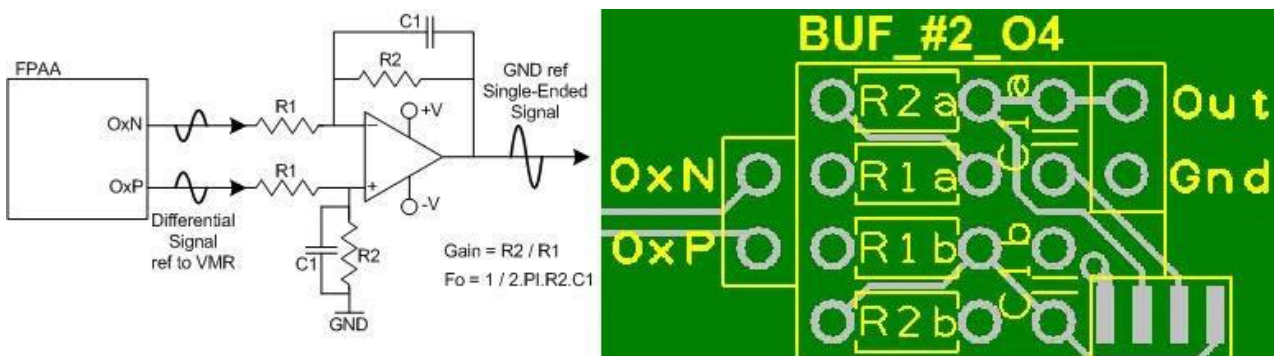 FPAA
OxN
OxP
R1
R1
C1
R2
+V
-V
GND ref
Single-Ended
Signal
Differential
Signal
ref to VMR
C1
R2
GND
Gain = R2 / R1
Fo = 1 / 2.PI.R2.C1
BUF_#2_O4
R2a
C1a
Out
OxN
R1a
Gnd
OxP
R1b
C1b
R2b